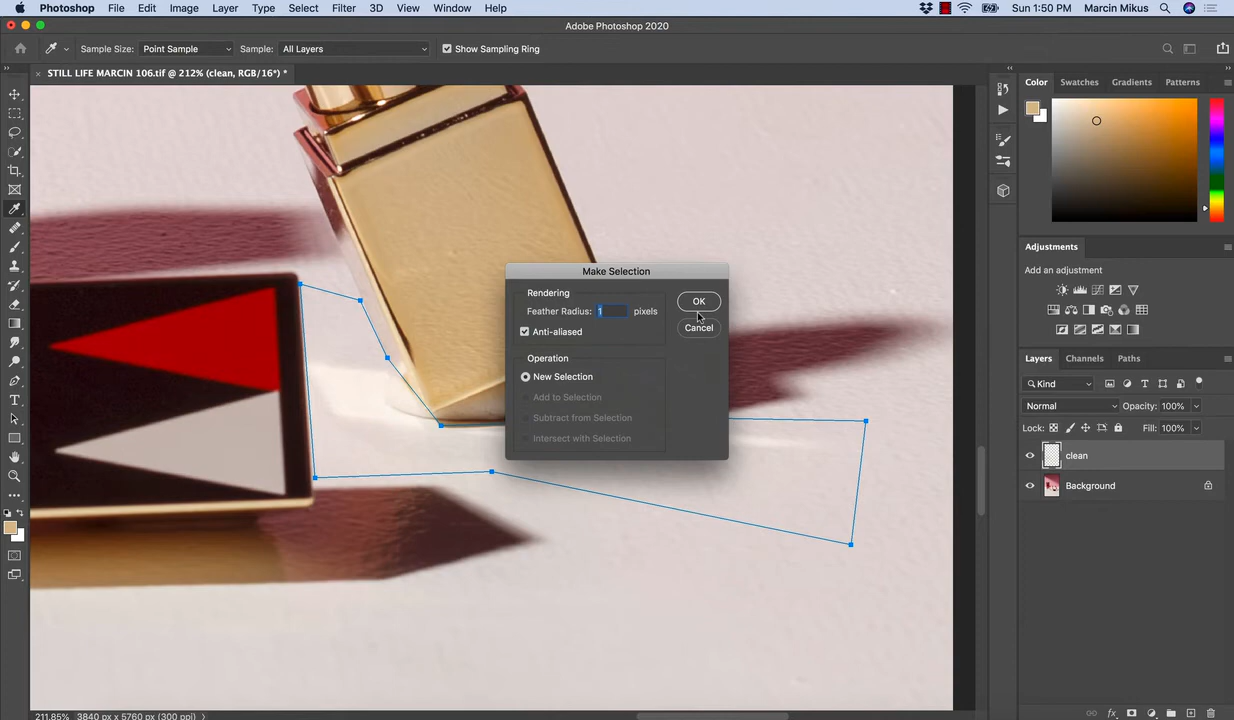 Photoshop File Edit Image Layer Type Select Filter 3D View Window Help Sun 1:50 PM Marcin Mikus
Adobe Photoshop 2020
Sample Size: Point Sample Sample: All Layers Show Sampling Ring
STILL LIFE MARCIN 106.tif @ 212% (clean, RGB/16*) *
Color Swatches Gradients Patterns
Make Selection
Rendering
Feather Radius: 1 pixels
Anti-aliased
OK
Cancel
Operation
New Selection
Add to Selection
Subtract from Selection
Intersect with Selection
Adjustments
Add an adjustment
Layers Channels Paths
Kind
Normal Opacity: 100%
Lock: Fill: 100%
clean
Background
211.85% 3840 px x 5760 px (300 ppi)